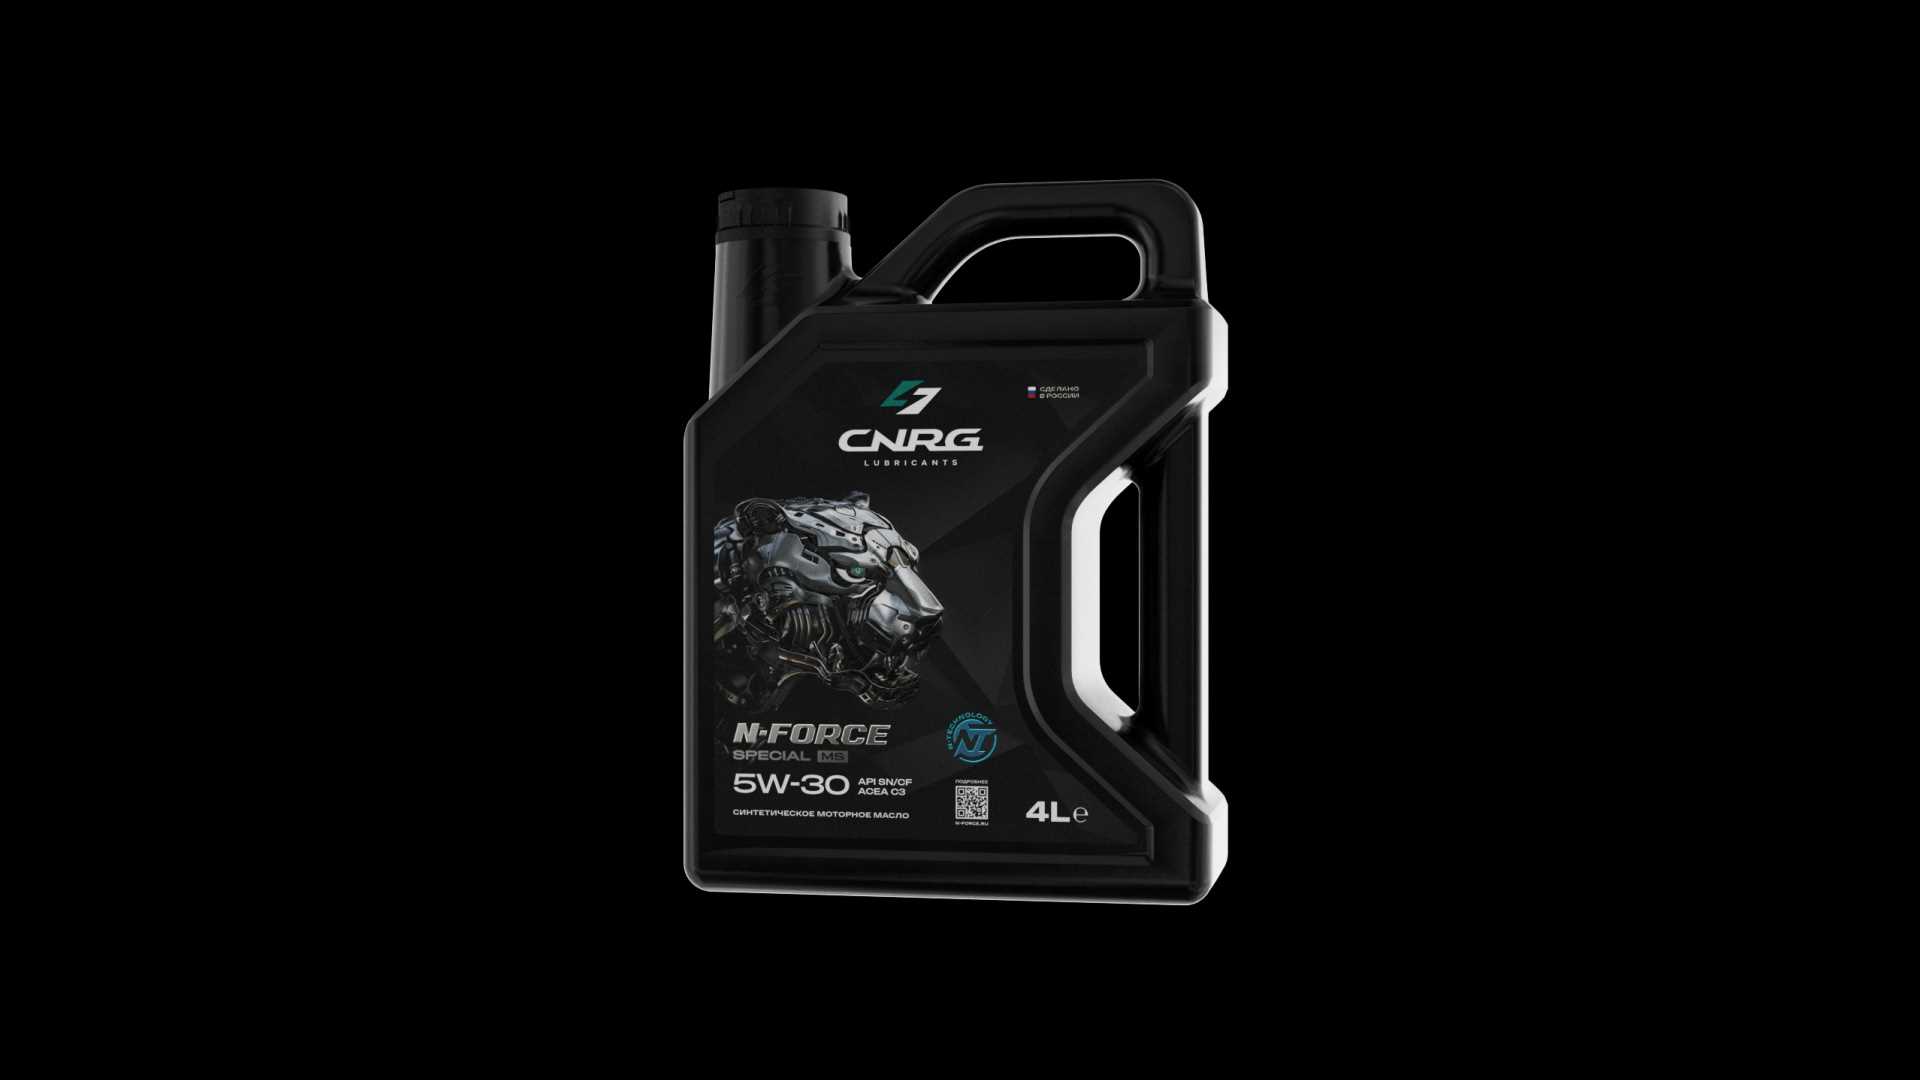 СДЕЛАНО
В РОССИИ
CNRG
LUBRICANTS
N-FORCE
SPECIAL MS
5W-30
API SN/CF
ACEA C3
СИНТЕТИЧЕСКОЕ МОТОРНОЕ МАСЛО
N-TECHNOLOGY
NT
ПОДРОБНЕЕ
N-FORCE.RU
4L℮